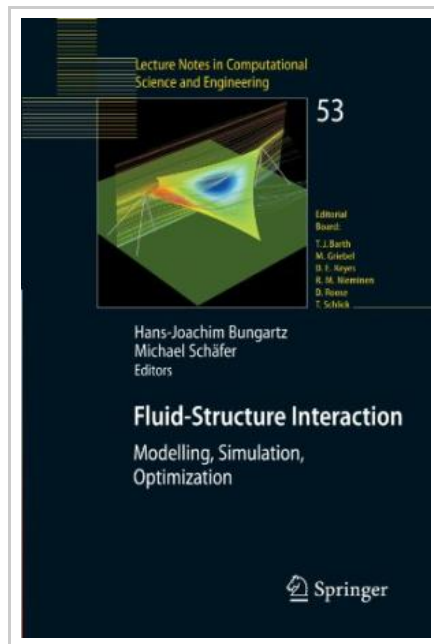 Lecture Notes in Computational
Science and Engineering
53
Editorial
Board:
T. J. Barth
M. Griebel
D. E. Keyes
R. M. Nieminen
D. Roose
T. Schlick
Hans-Joachim Bungartz
Michael Schäfer
Editors
Fluid-Structure Interaction
Modelling, Simulation,
Optimization
Springer